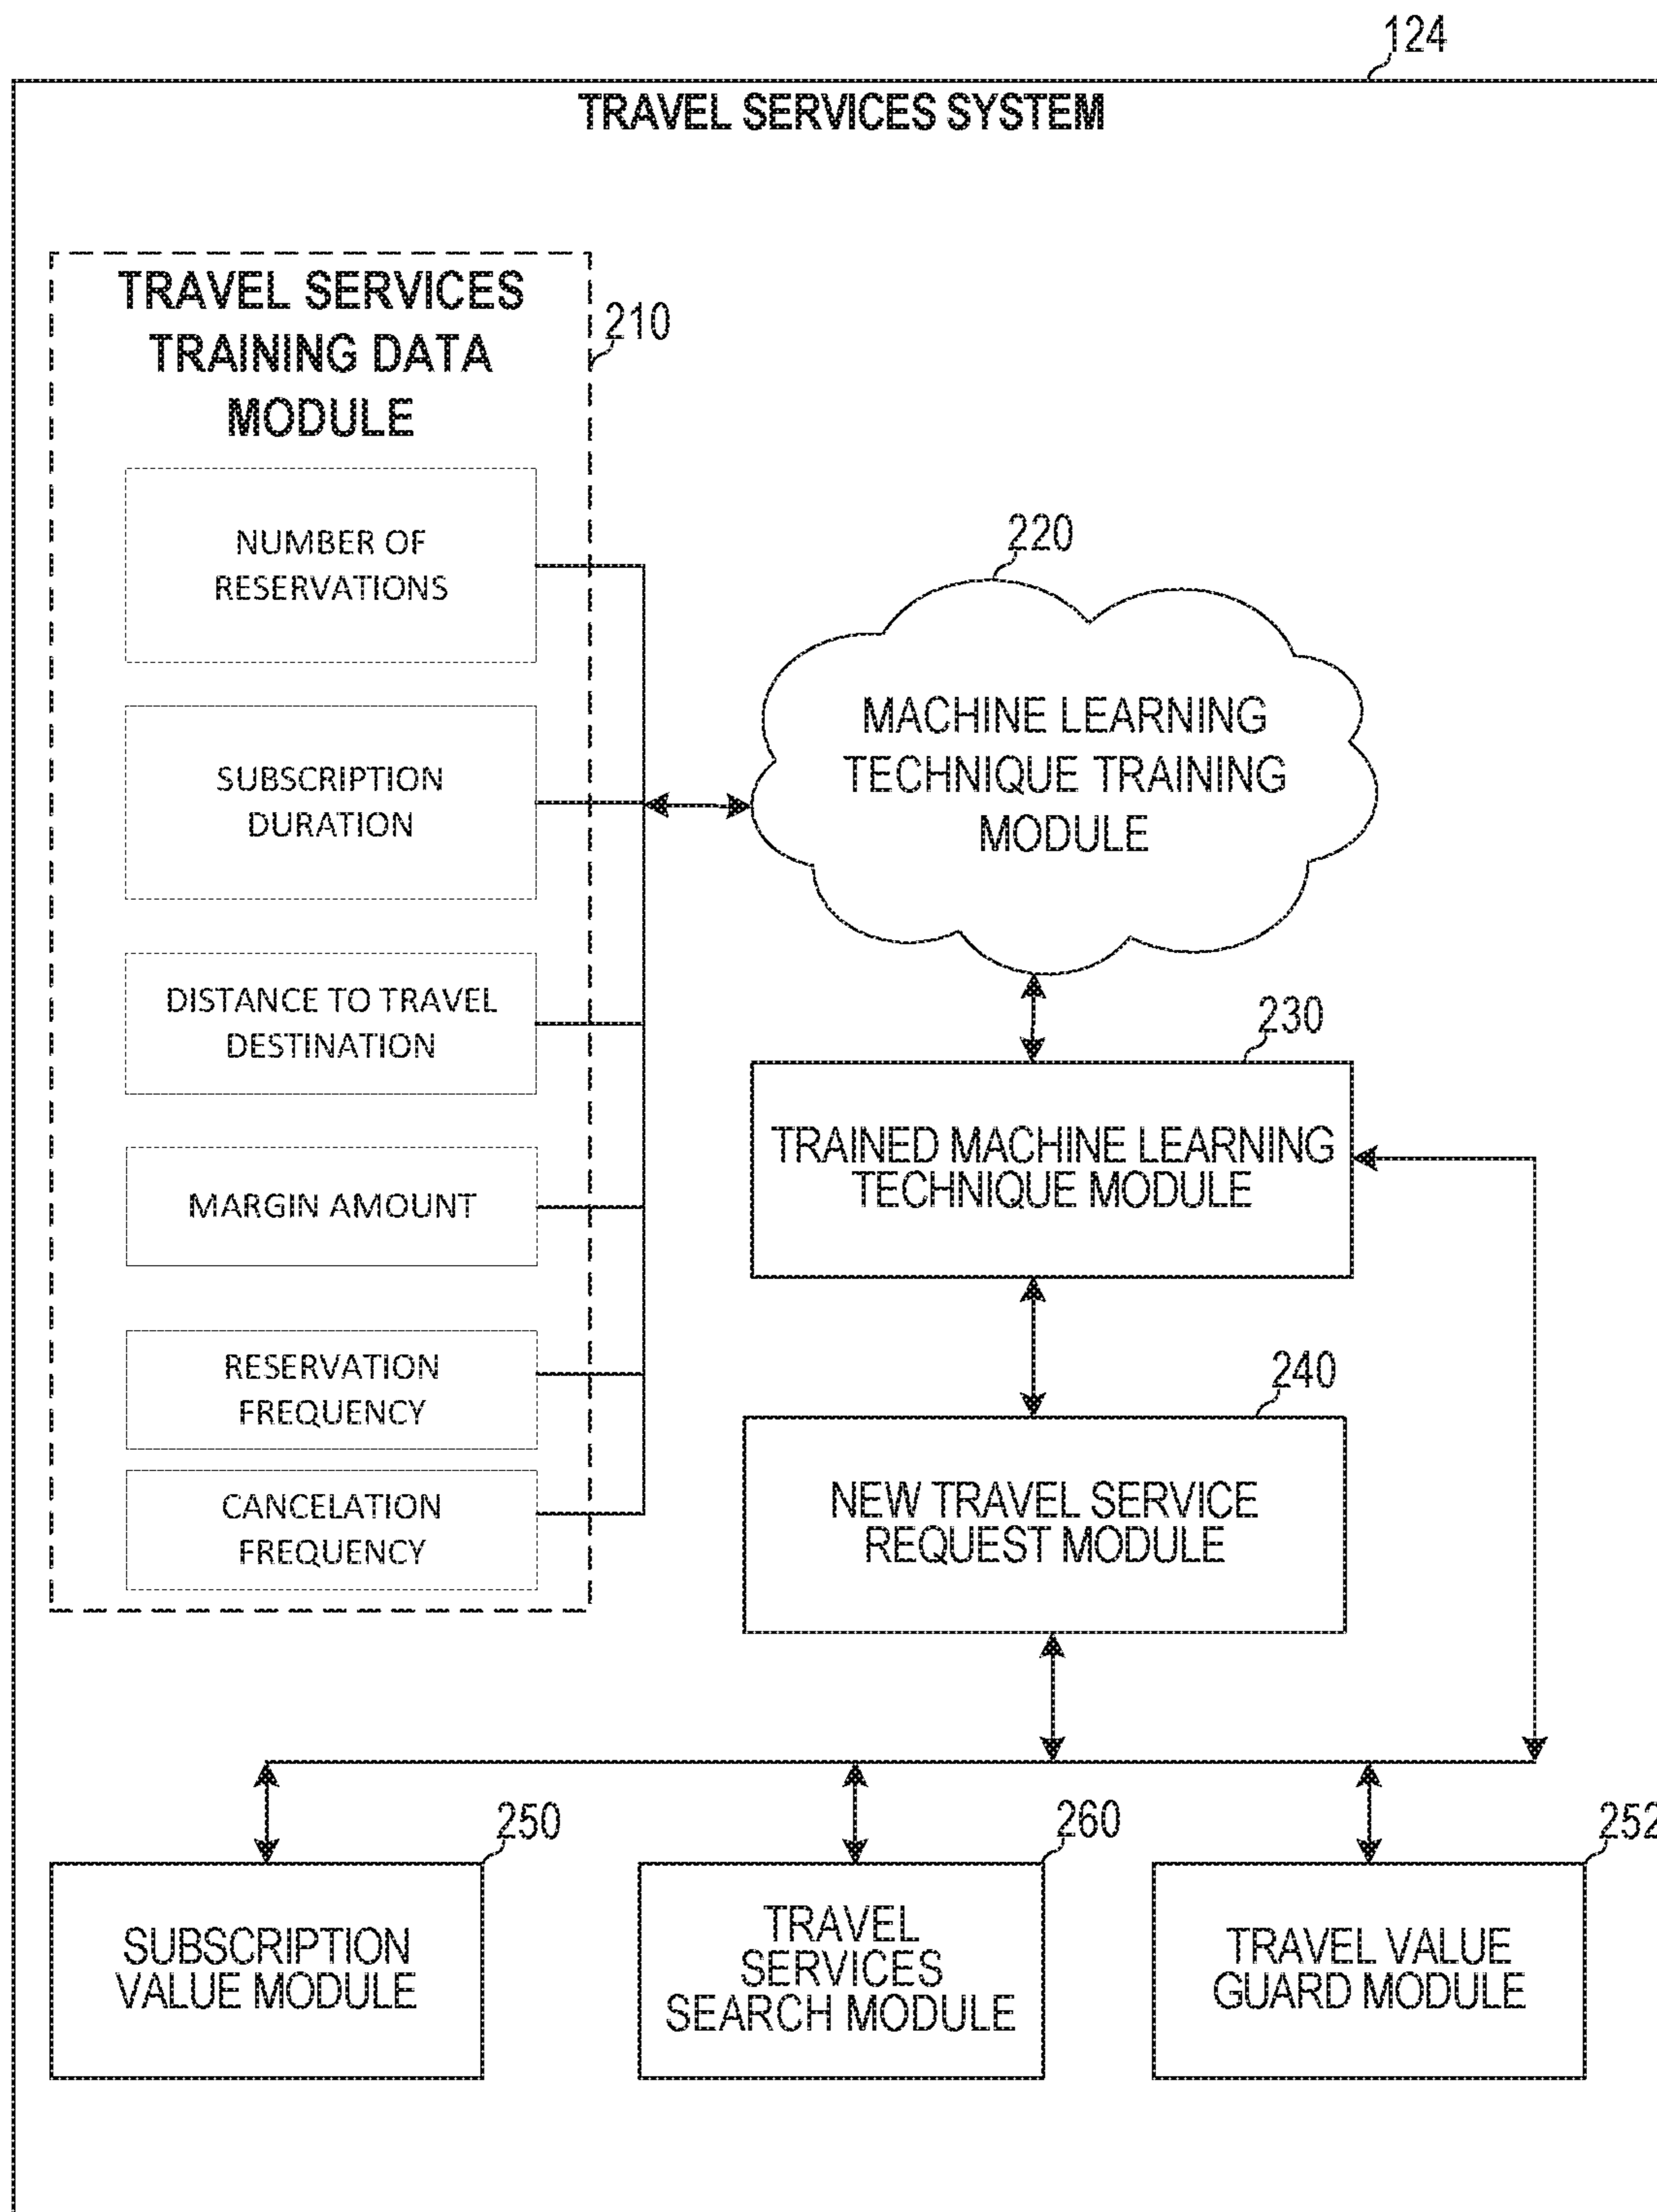 124
TRAVEL SERVICES SYSTEM
TRAVEL SERVICES
TRAINING DATA
MODULE
210
NUMBER OF
RESERVATIONS
SUBSCRIPTION
DURATION
DISTANCE TO TRAVEL
DESTINATION
MARGIN AMOUNT
RESERVATION
FREQUENCY
CANCELATION
FREQUENCY
220
MACHINE LEARNING
TECHNIQUE TRAINING
MODULE
230
TRAINED MACHINE LEARNING
TECHNIQUE MODULE
240
NEW TRAVEL SERVICE
REQUEST MODULE
250
SUBSCRIPTION
VALUE MODULE
260
TRAVEL
SERVICES
SEARCH MODULE
252
TRAVEL VALUE
GUARD MODULE